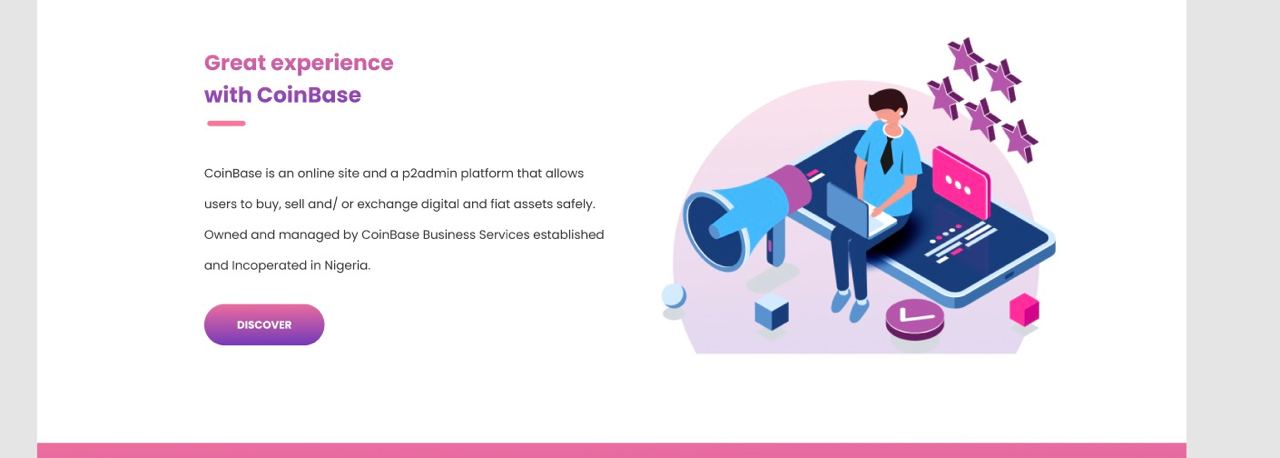 Great experience
with CoinBase
CoinBase is an online site and a p2admin platform that allows
users to buy, sell and/ or exchange digital and fiat assets safely.
Owned and managed by CoinBase Business Services established
and Incoperated in Nigeria.
DISCOVER